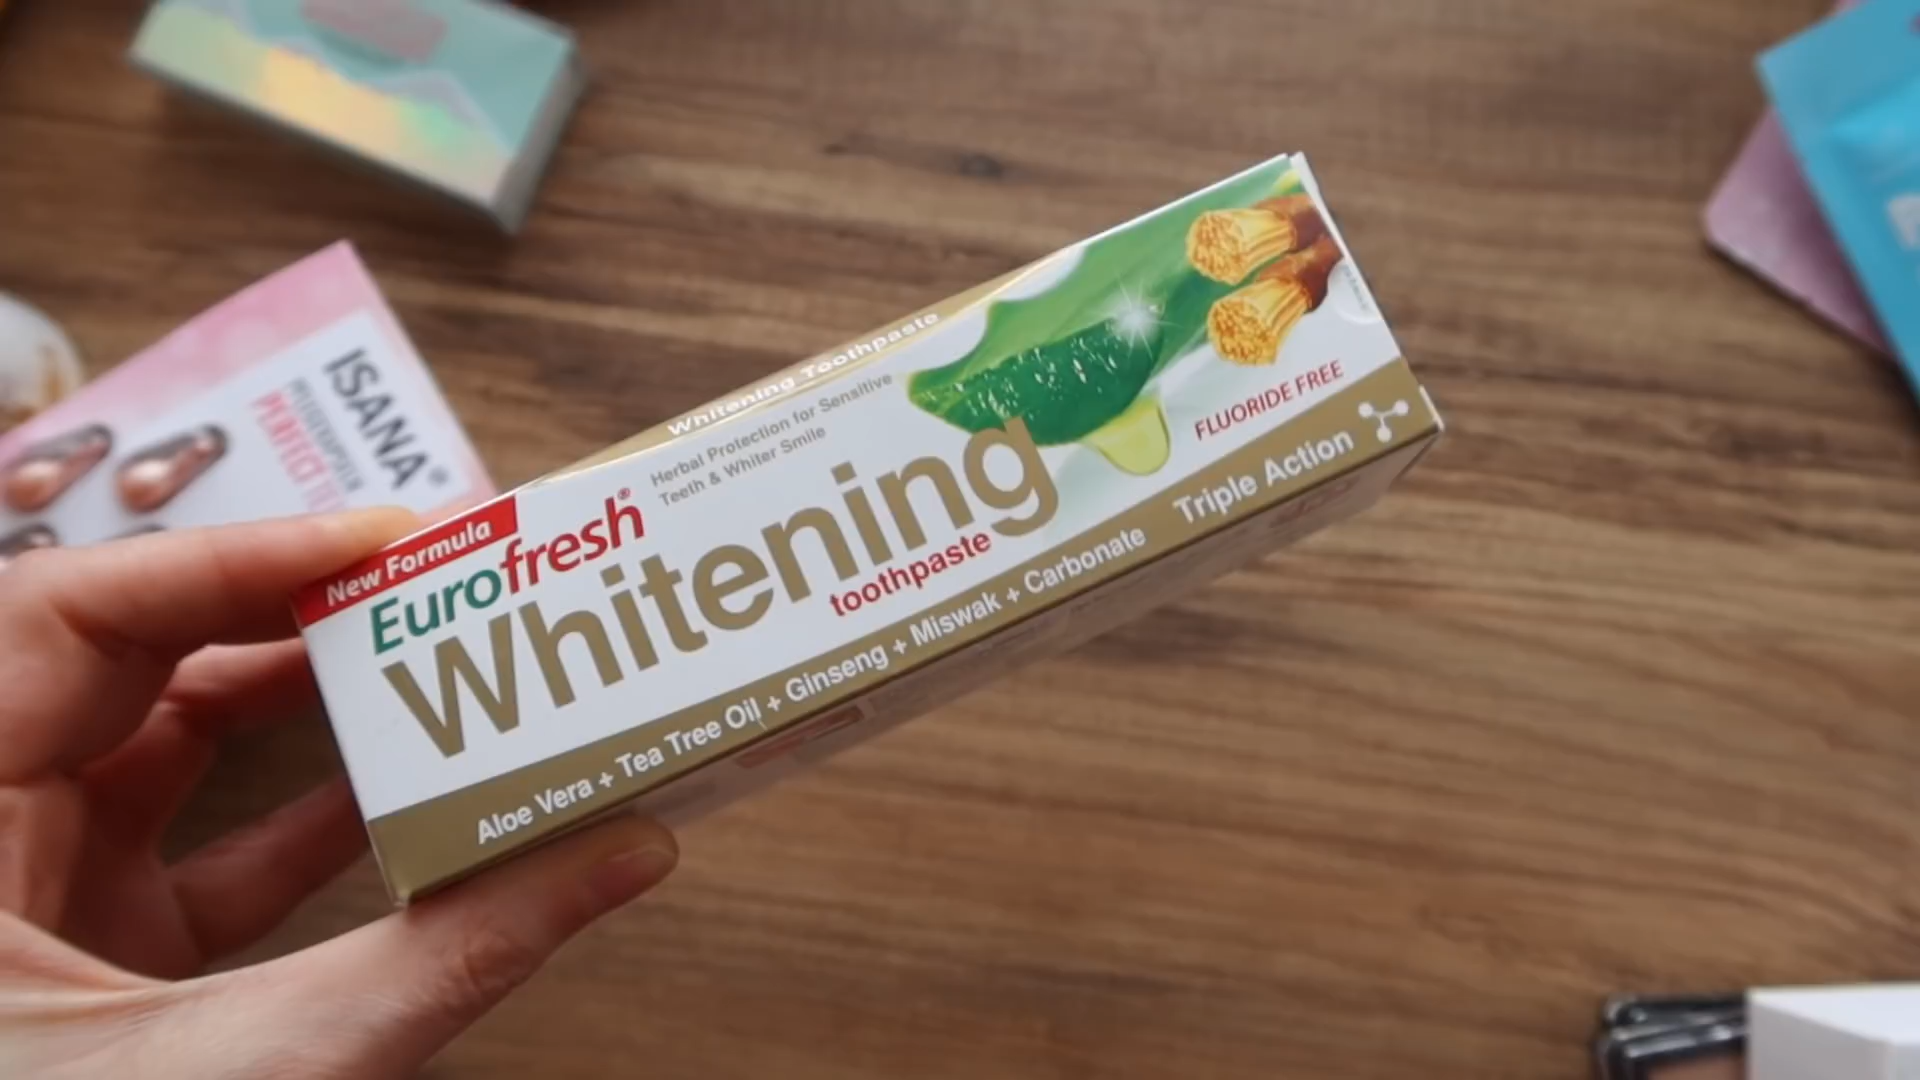 Whitening Toothpaste
New Formula
Eurofresh®
Herbal Protection for Sensitive
Teeth & Whiter Smile
Whitening
toothpaste
FLUORIDE FREE
Aloe Vera + Tea Tree Oil + Ginseng + Miswak + Carbonate
Triple Action
ISANA®
PERFECT